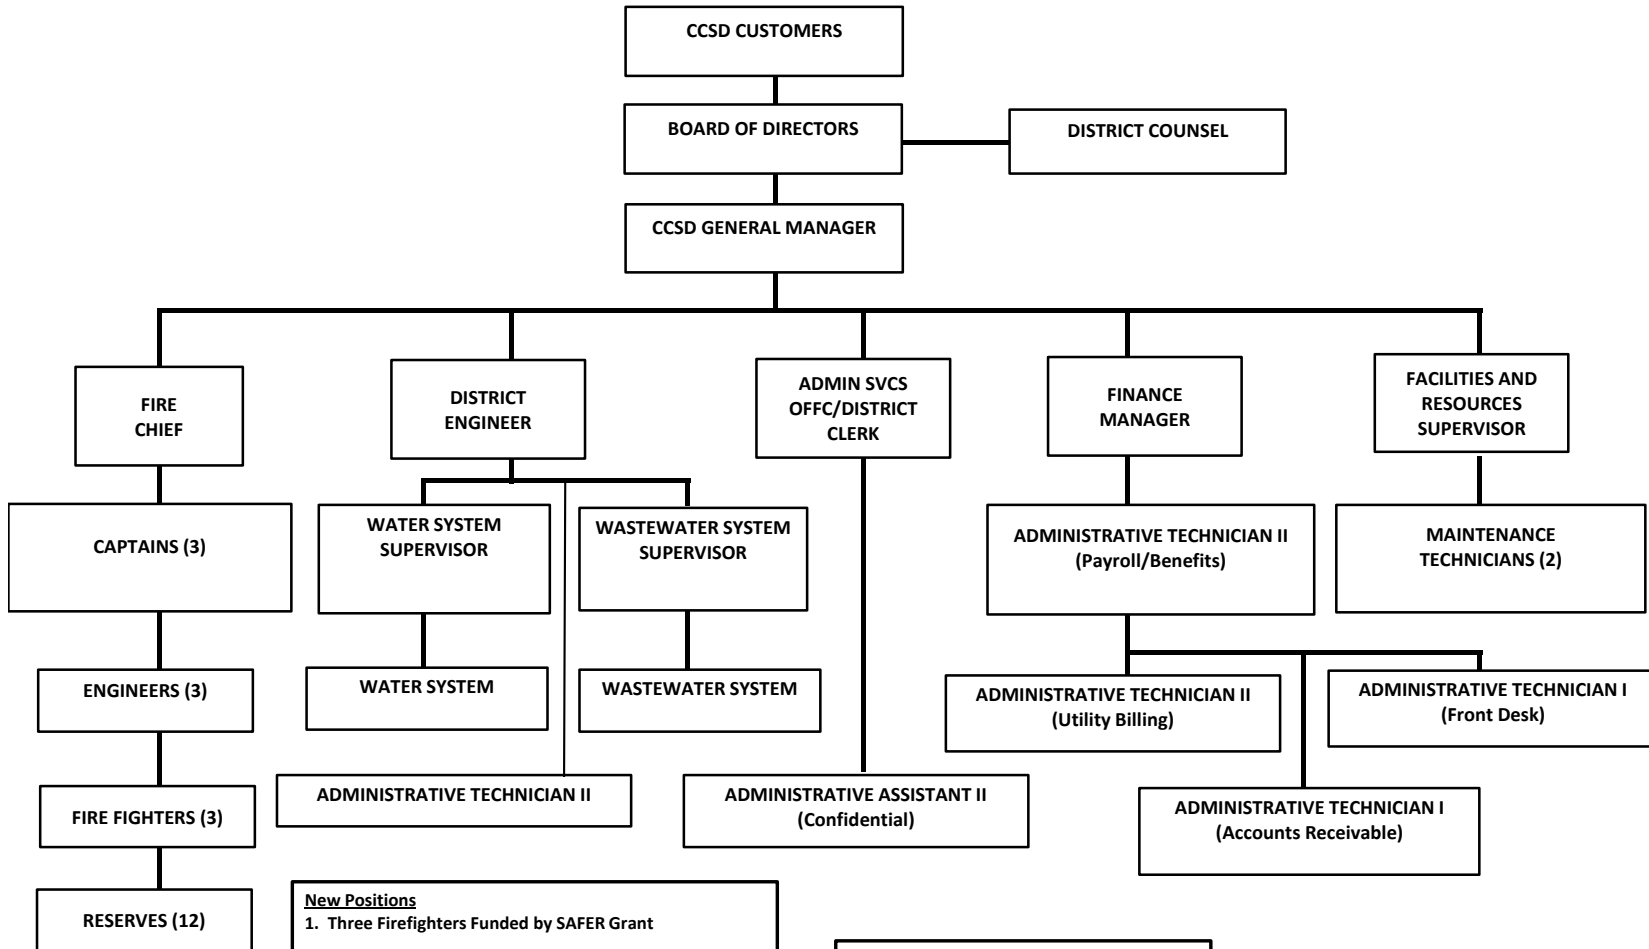 CCSD CUSTOMERS
BOARD OF DIRECTORS
DISTRICT COUNSEL
CCSD GENERAL MANAGER
FIRE
CHIEF
DISTRICT
ENGINEER
ADMIN SVCS
OFFC/DISTRICT
CLERK
FINANCE
MANAGER
FACILITIES AND
RESOURCES
SUPERVISOR
CAPTAINS (3)
WATER SYSTEM
SUPERVISOR
WASTEWATER SYSTEM
SUPERVISOR
ADMINISTRATIVE TECHNICIAN II
(Payroll/Benefits)
MAINTENANCE
TECHNICIANS (2)
ENGINEERS (3)
WATER SYSTEM
WASTEWATER SYSTEM
ADMINISTRATIVE TECHNICIAN II
(Utility Billing)
ADMINISTRATIVE TECHNICIAN I
(Front Desk)
FIRE FIGHTERS (3)
ADMINISTRATIVE TECHNICIAN II
ADMINISTRATIVE ASSISTANT II
(Confidential)
ADMINISTRATIVE TECHNICIAN I
(Accounts Receivable)
RESERVES (12)
New Positions
1. Three Firefighters Funded by SAFER Grant